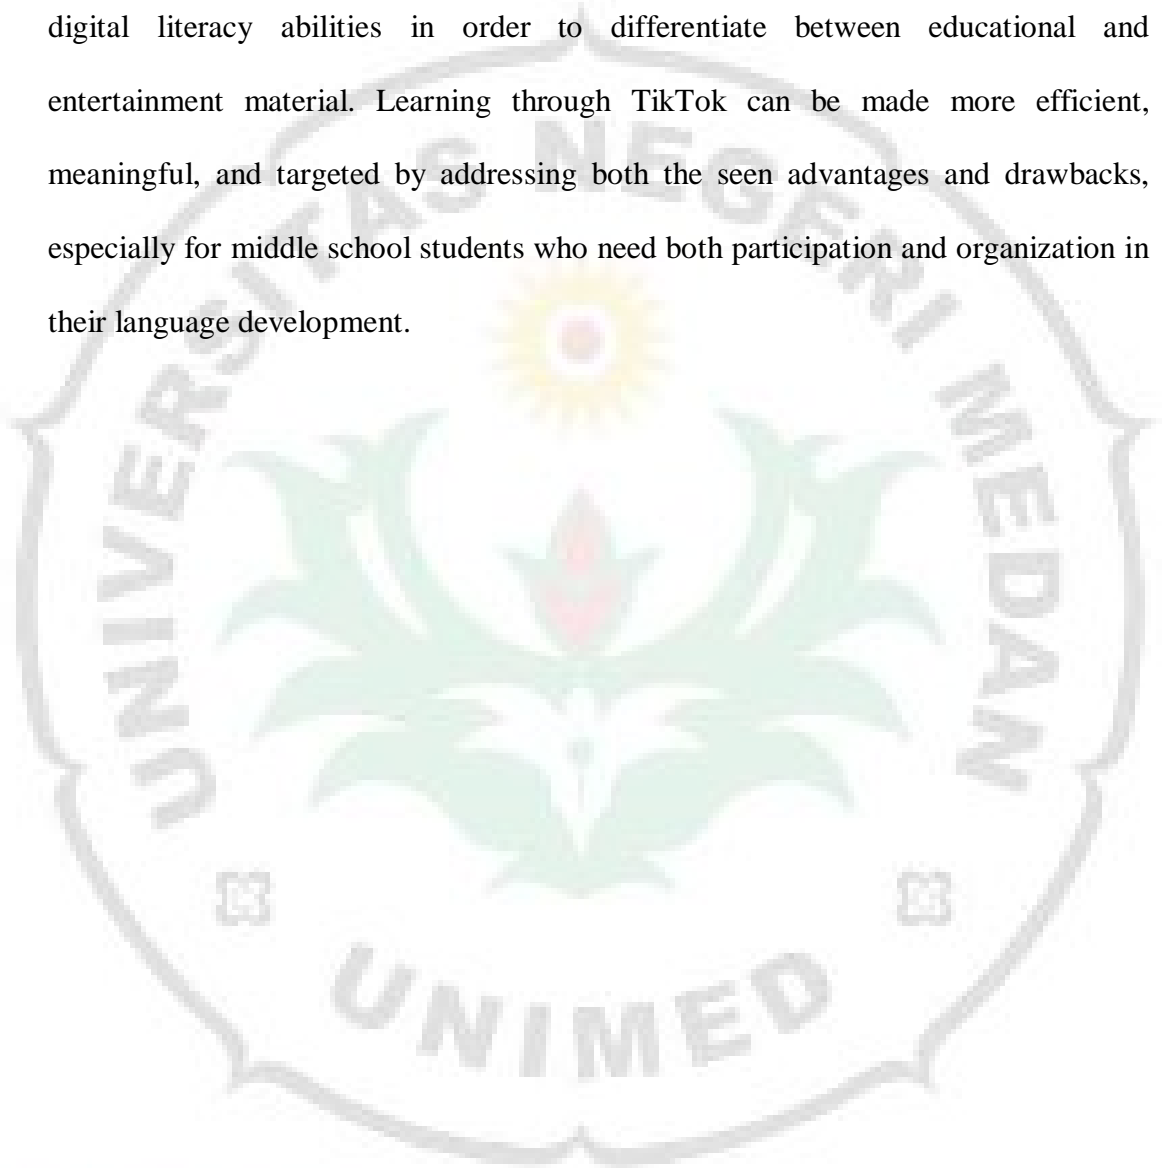 digital literacy abilities in order to differentiate between educational and
entertainment material. Learning through TikTok can be made more efficient,
meaningful, and targeted by addressing both the seen advantages and drawbacks,
especially for middle school students who need both participation and organization in
their language development.
UNIVERSITAS NEGERI MEDAN
UNIMED